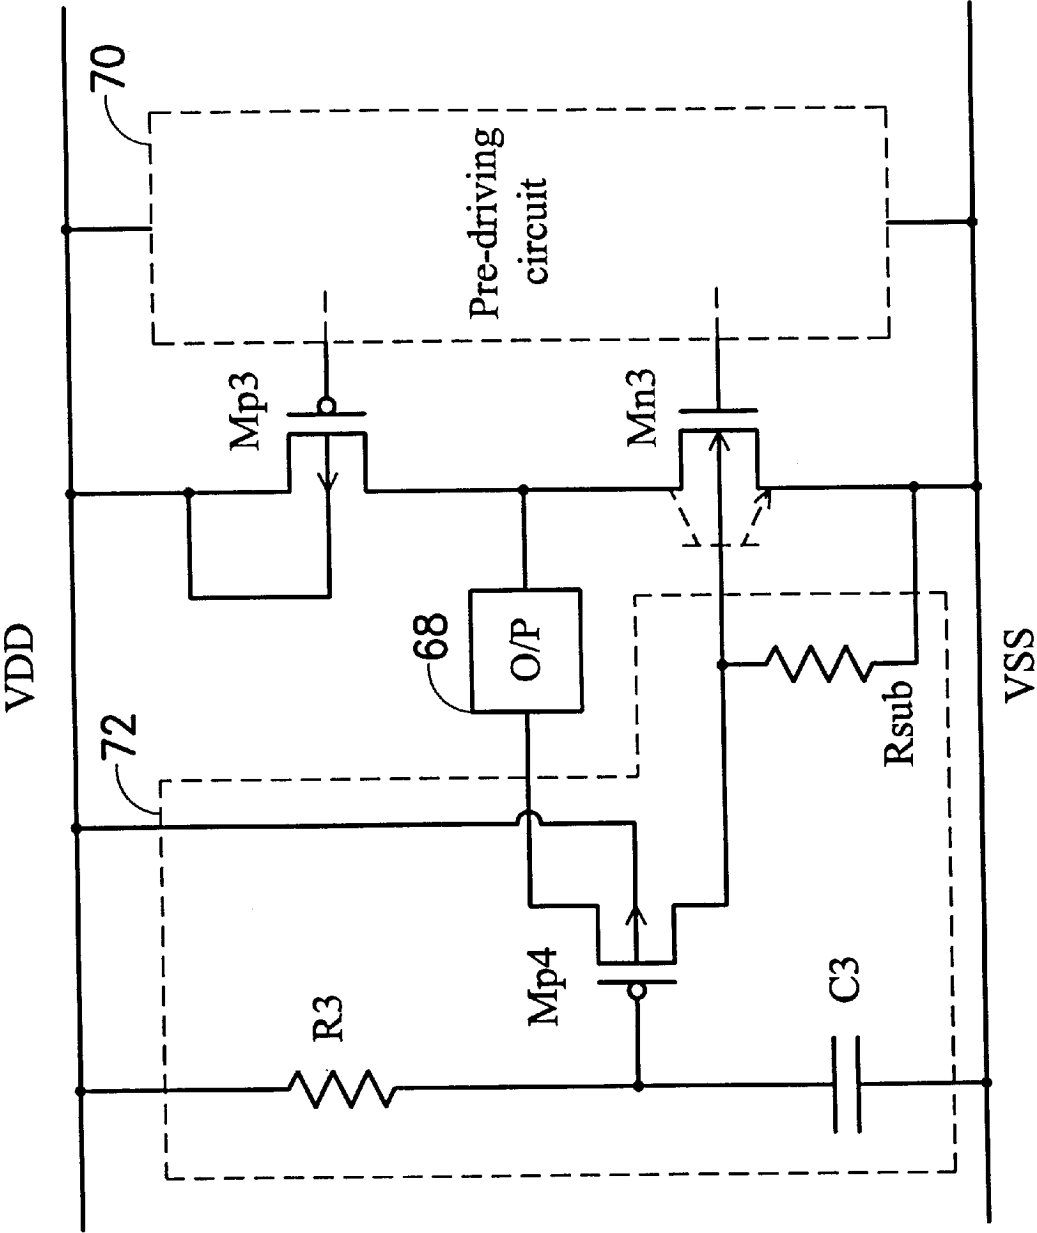 VDD
70
Pre-driving
circuit
Mp3
Mn3
68
O/P
72
Rsub
R3
Mp4
C3
VSS